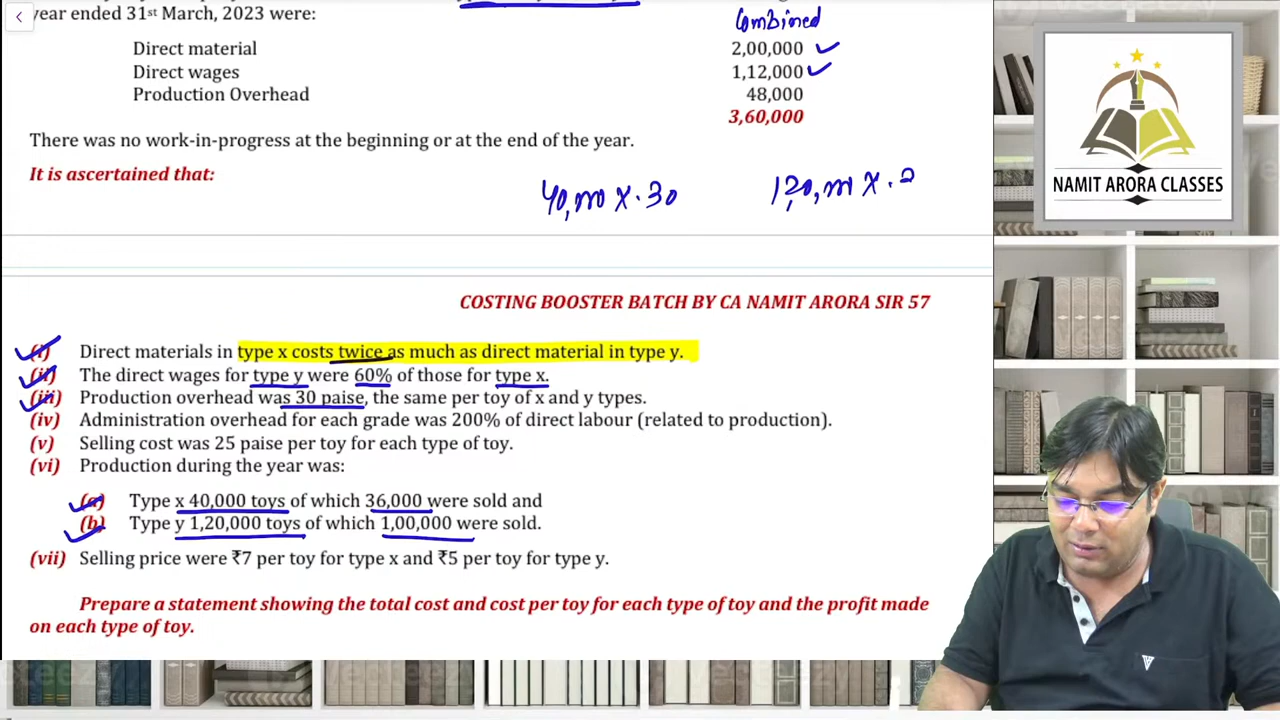 year ended 31st March, 2023 were:
Combined
Direct material 2,00,000
Direct wages 1,12,000
Production Overhead 48,000
3,60,000
There was no work-in-progress at the beginning or at the end of the year.
It is ascertained that:
40,000 X .30 1,20,000 X .
NAMIT ARORA CLASSES
COSTING BOOSTER BATCH BY CA NAMIT ARORA SIR 57
(i) Direct materials in type x costs twice as much as direct material in type y.
(ii) The direct wages for type y were 60% of those for type x.
(iii) Production overhead was 30 paise, the same per toy of x and y types.
(iv) Administration overhead for each grade was 200% of direct labour (related to production).
(v) Selling cost was 25 paise per toy for each type of toy.
(vi) Production during the year was:
(a) Type x 40,000 toys of which 36,000 were sold and
(b) Type y 1,20,000 toys of which 1,00,000 were sold.
(vii) Selling price were ₹7 per toy for type x and ₹5 per toy for type y.
Prepare a statement showing the total cost and cost per toy for each type of toy and the profit made
on each type of toy.